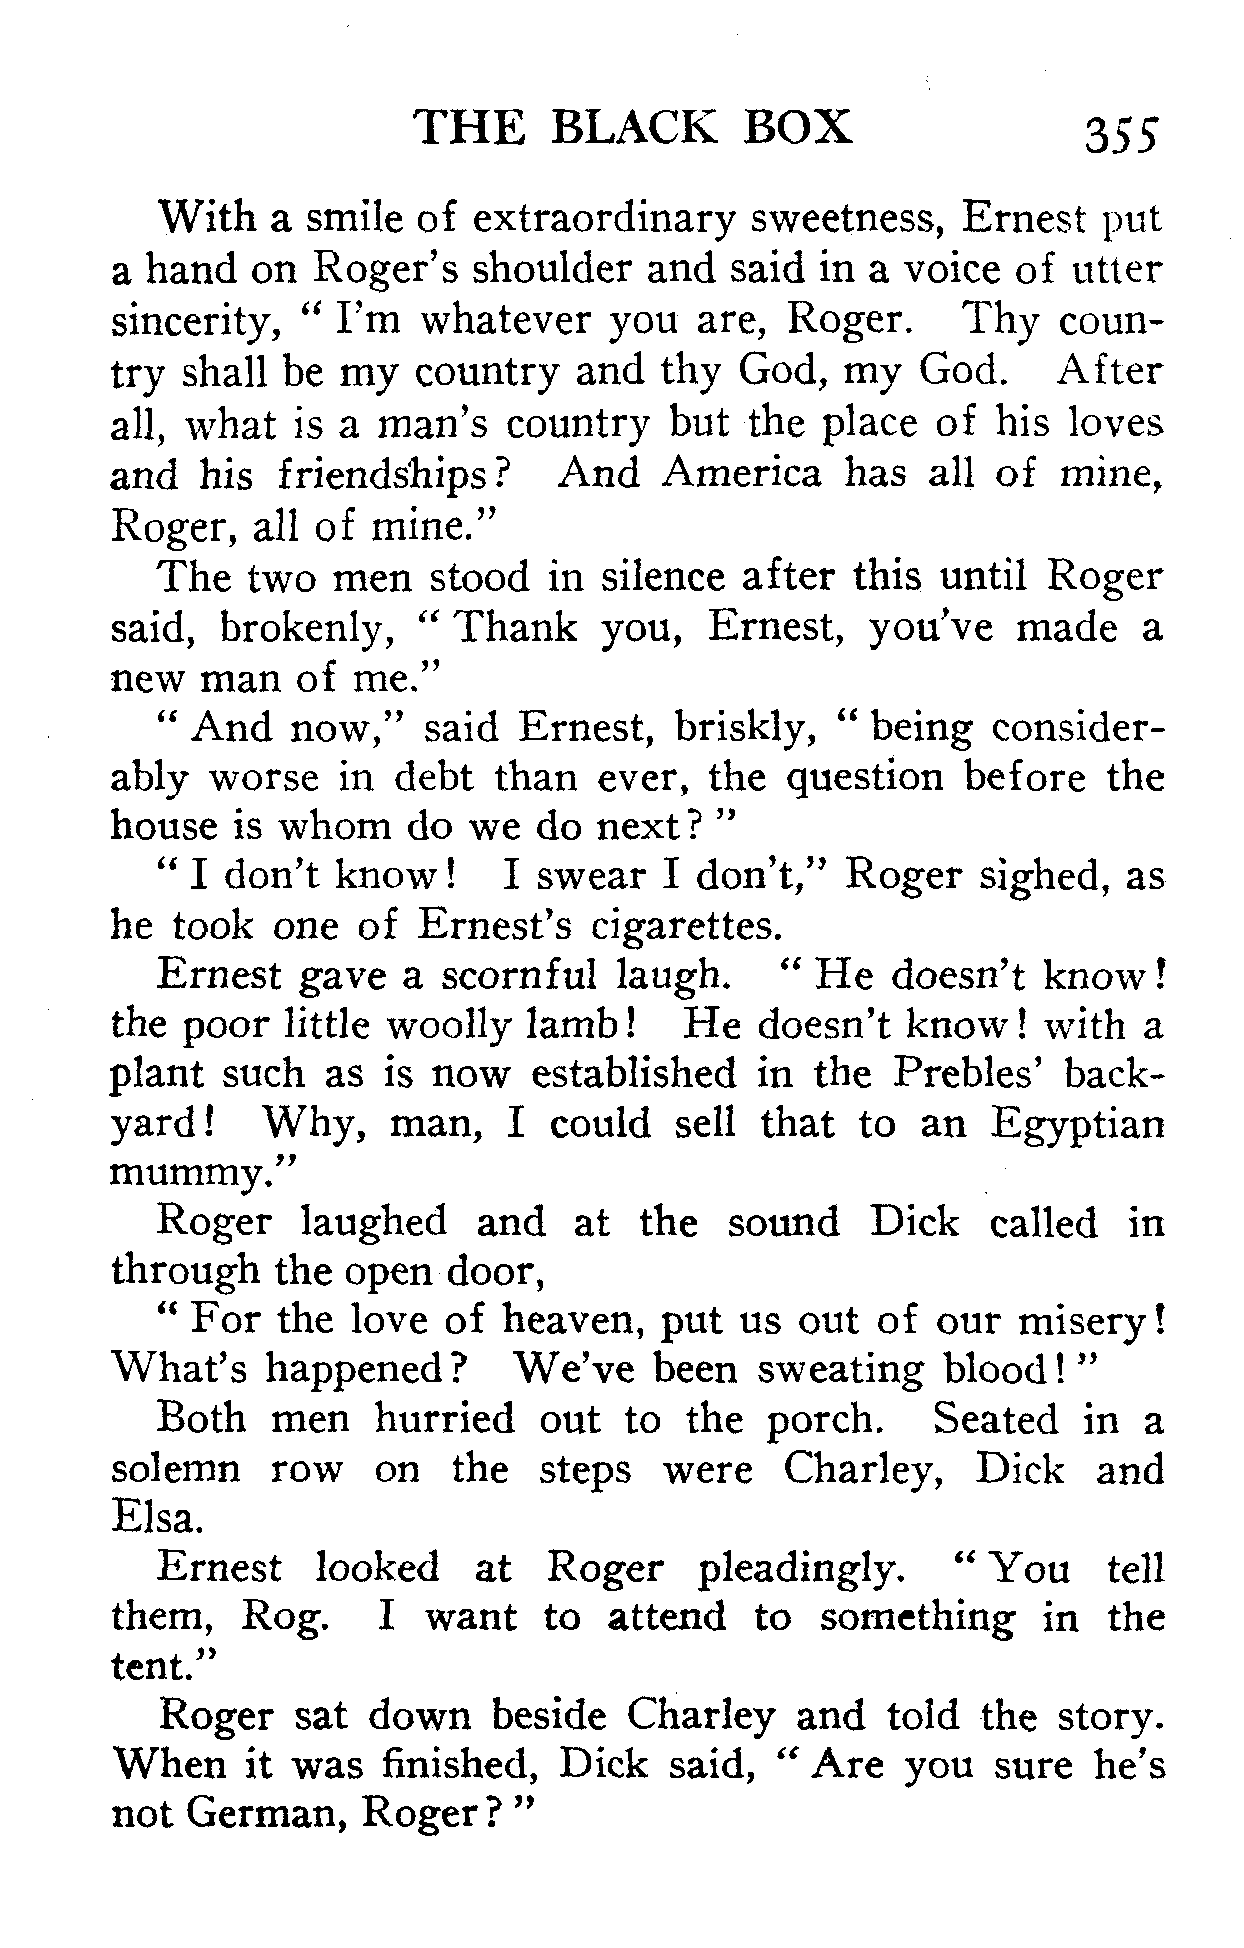 THE BLACK BOX 355
With a smile of extraordinary sweetness, Ernest put
a hand on Roger's shoulder and said in a voice of utter
sincerity, " I'm whatever you are, Roger. Thy coun-
try shall be my country and thy God, my God. After
all, what is a man's country but the place of his loves
and his friendships? And America has all of mine,
Roger, all of mine."
The two men stood in silence after this until Roger
said, brokenly, " Thank you, Ernest, you've made a
new man of me."
" And now," said Ernest, briskly, " being consider-
ably worse in debt than ever, the question before the
house is whom do we do next? "
" I don't know! I swear I don't," Roger sighed, as
he took one of Ernest's cigarettes.
Ernest gave a scornful laugh. " He doesn't know!
the poor little woolly lamb! He doesn't know! with a
plant such as is now established in the Prebles' back-
yard! Why, man, I could sell that to an Egyptian
mummy."
Roger laughed and at the sound Dick called in
through the open door,
" For the love of heaven, put us out of our misery!
What's happened? We've been sweating blood! "
Both men hurried out to the porch. Seated in a
solemn row on the steps were Charley, Dick and
Elsa.
Ernest looked at Roger pleadingly. " You tell
them, Rog. I want to attend to something in the
tent."
Roger sat down beside Charley and told the story.
When it was finished, Dick said, " Are you sure he's
not German, Roger? "